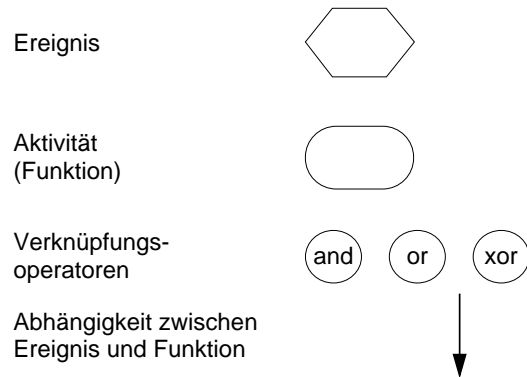 Ereignis
Aktivität
(Funktion)
Verknüpfungs-
operatoren
and or xor
Abhängigkeit zwischen
Ereignis und Funktion